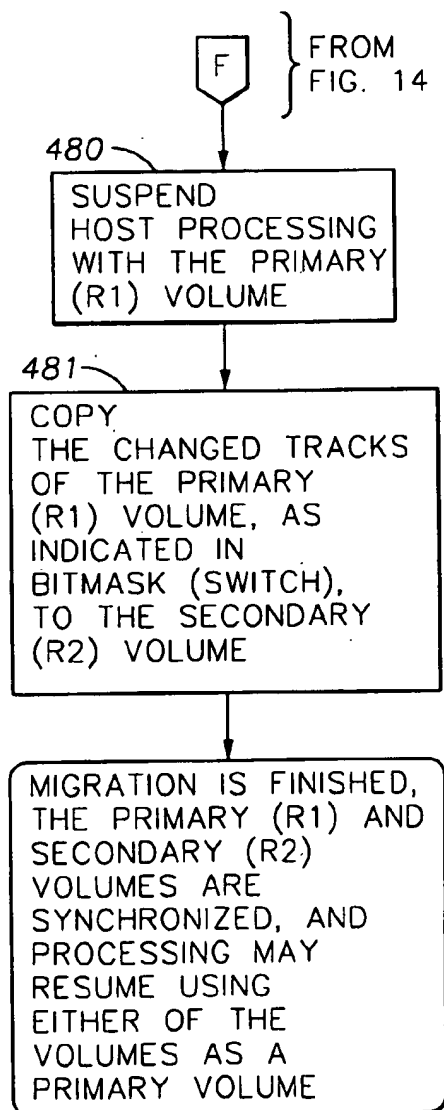 F
FROM
FIG. 14
480
SUSPEND
HOST PROCESSING
WITH THE PRIMARY
(R1) VOLUME
481
COPY
THE CHANGED TRACKS
OF THE PRIMARY
(R1) VOLUME, AS
INDICATED IN
BITMASK (SWITCH),
TO THE SECONDARY
(R2) VOLUME
MIGRATION IS FINISHED,
THE PRIMARY (R1) AND
SECONDARY (R2)
VOLUMES ARE
SYNCHRONIZED, AND
PROCESSING MAY
RESUME USING
EITHER OF THE
VOLUMES AS A
PRIMARY VOLUME